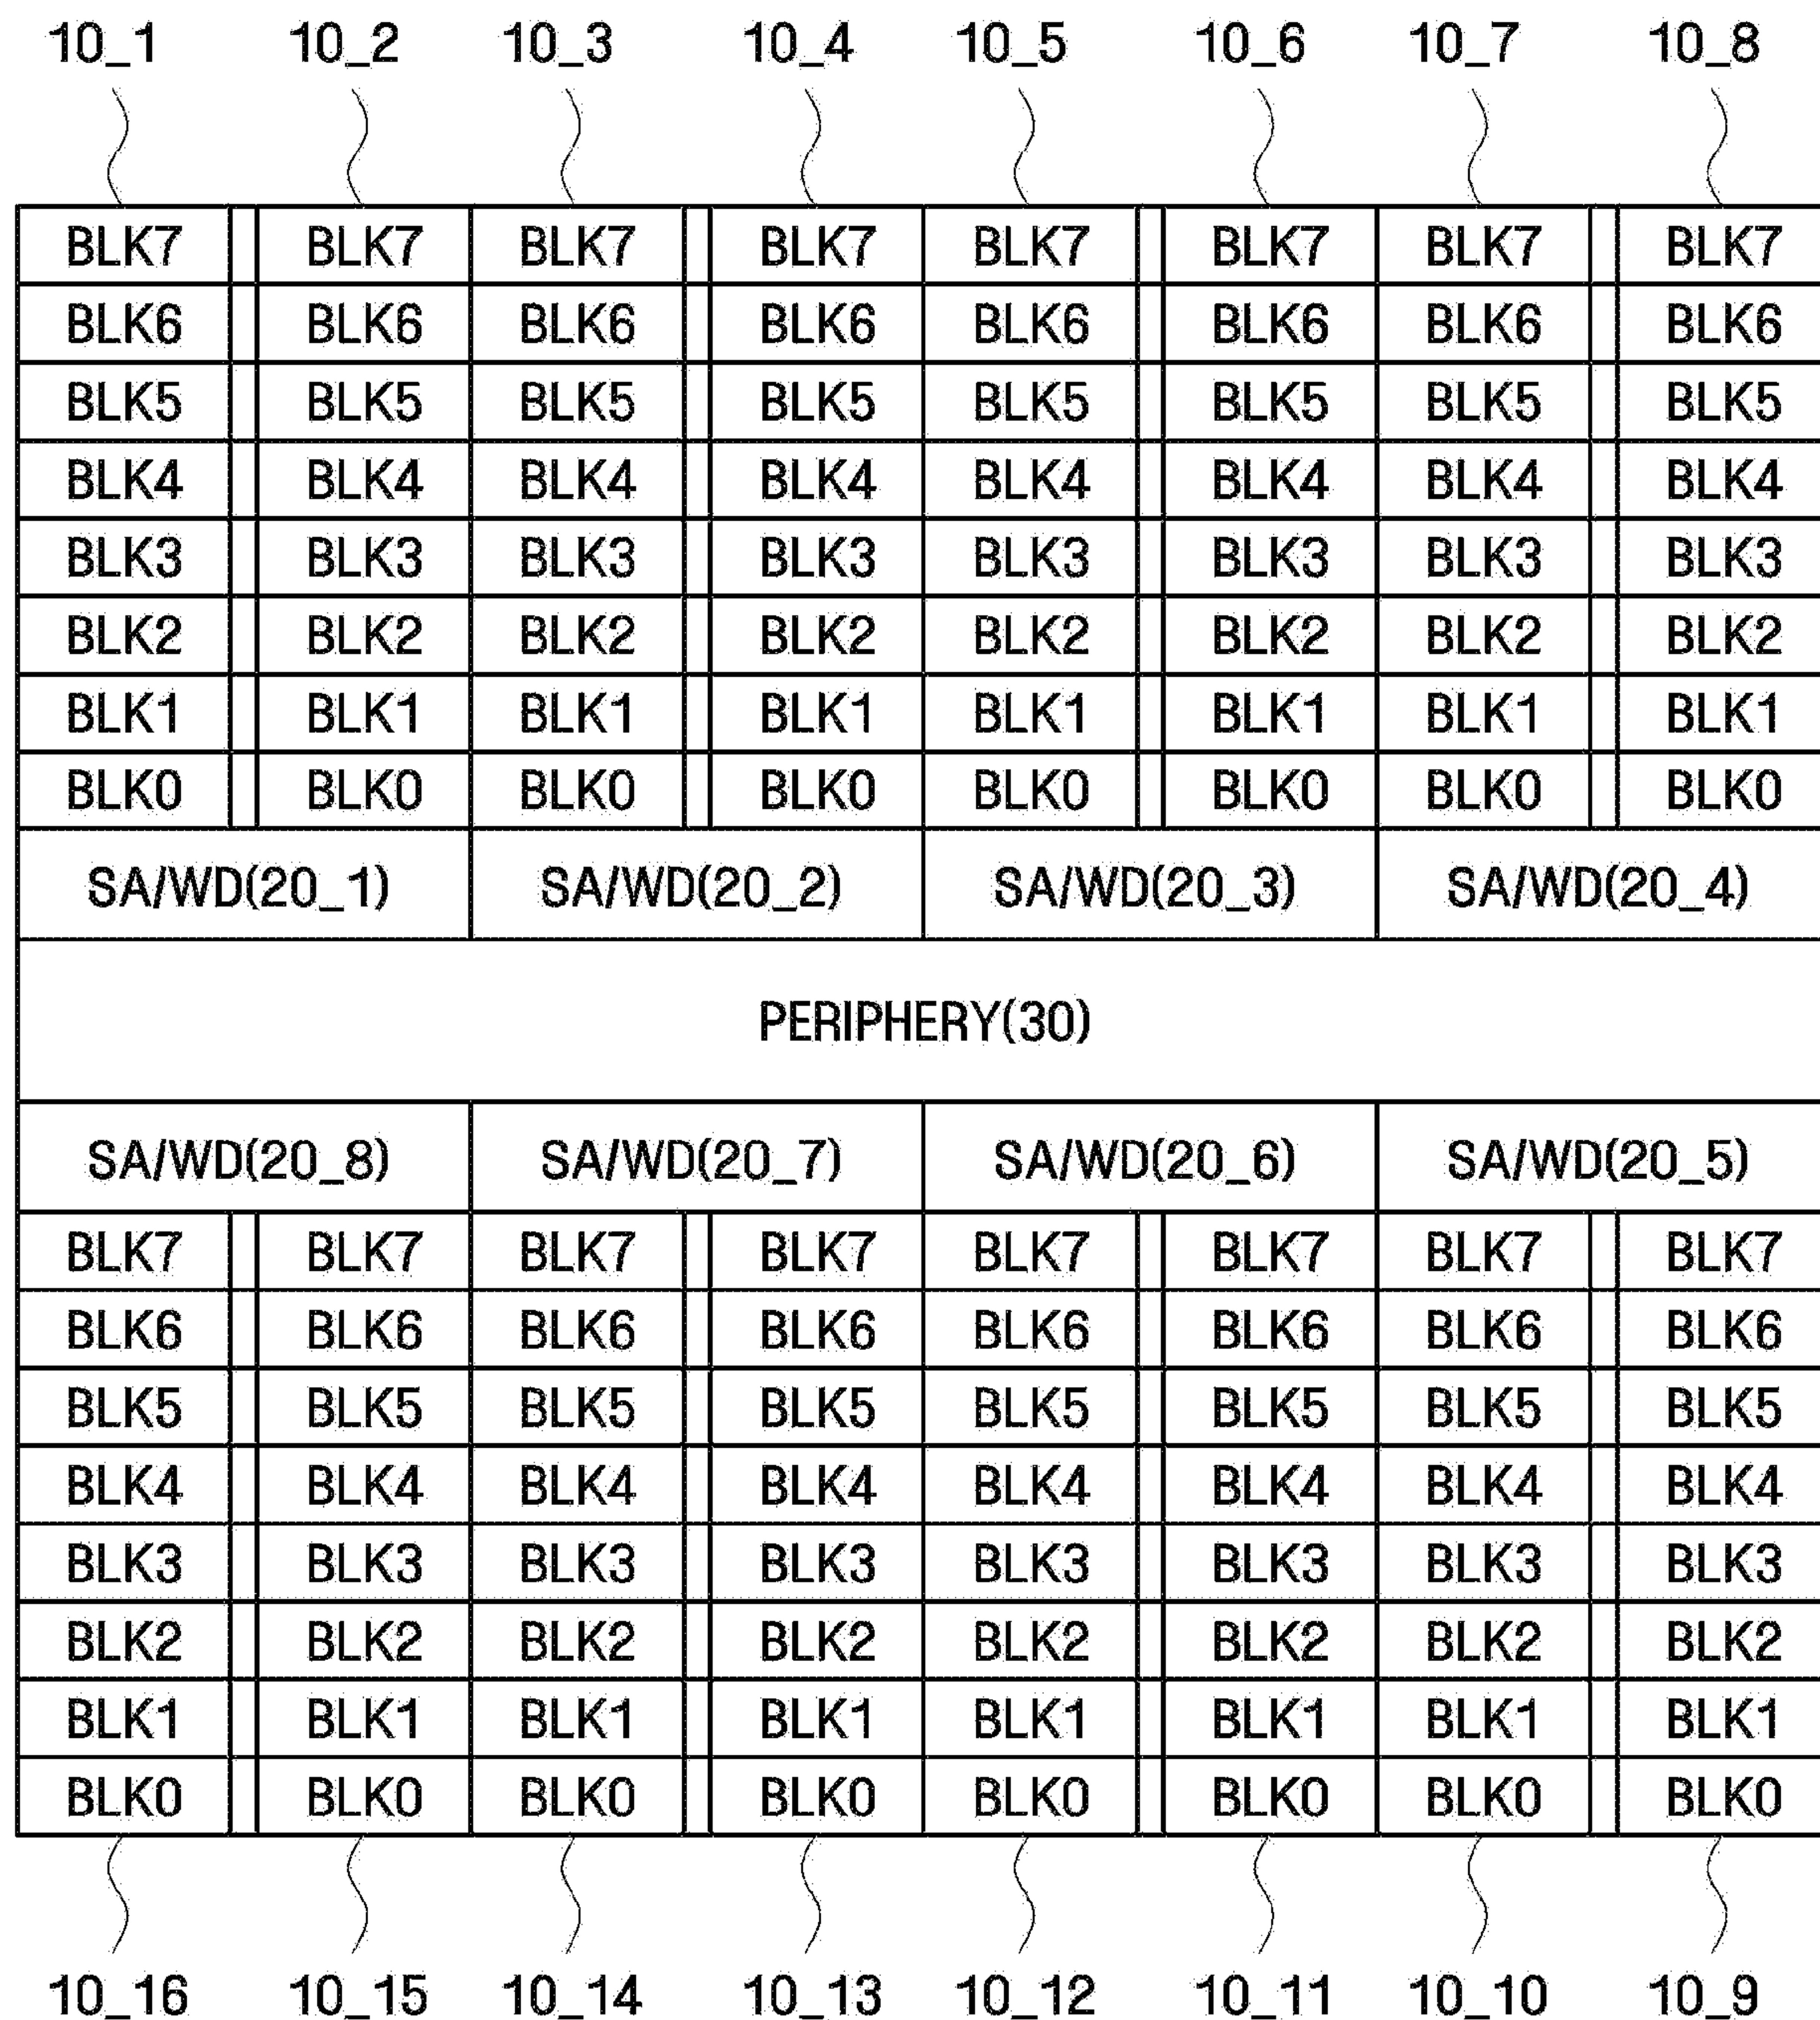 10_1 10_2 10_3 10_4 10_5 10_6 10_7 10_8
BLK7 BLK7 BLK7 BLK7 BLK7 BLK7 BLK7 BLK7
BLK6 BLK6 BLK6 BLK6 BLK6 BLK6 BLK6 BLK6
BLK5 BLK5 BLK5 BLK5 BLK5 BLK5 BLK5 BLK5
BLK4 BLK4 BLK4 BLK4 BLK4 BLK4 BLK4 BLK4
BLK3 BLK3 BLK3 BLK3 BLK3 BLK3 BLK3 BLK3
BLK2 BLK2 BLK2 BLK2 BLK2 BLK2 BLK2 BLK2
BLK1 BLK1 BLK1 BLK1 BLK1 BLK1 BLK1 BLK1
BLK0 BLK0 BLK0 BLK0 BLK0 BLK0 BLK0 BLK0
SA/WD(20_1) SA/WD(20_2) SA/WD(20_3) SA/WD(20_4)
PERIPHERY(30)
SA/WD(20_8) SA/WD(20_7) SA/WD(20_6) SA/WD(20_5)
BLK7 BLK7 BLK7 BLK7 BLK7 BLK7 BLK7 BLK7
BLK6 BLK6 BLK6 BLK6 BLK6 BLK6 BLK6 BLK6
BLK5 BLK5 BLK5 BLK5 BLK5 BLK5 BLK5 BLK5
BLK4 BLK4 BLK4 BLK4 BLK4 BLK4 BLK4 BLK4
BLK3 BLK3 BLK3 BLK3 BLK3 BLK3 BLK3 BLK3
BLK2 BLK2 BLK2 BLK2 BLK2 BLK2 BLK2 BLK2
BLK1 BLK1 BLK1 BLK1 BLK1 BLK1 BLK1 BLK1
BLK0 BLK0 BLK0 BLK0 BLK0 BLK0 BLK0 BLK0
10_16 10_15 10_14 10_13 10_12 10_11 10_10 10_9